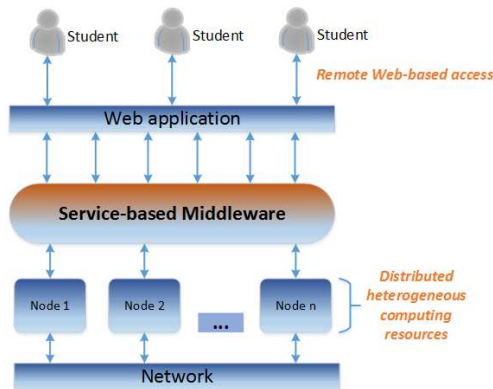 Student
Student
Student
Remote Web-based access
Web application
Service-based Middleware
Node 1
Node 2
...
Node n
Distributed
heterogeneous
computing
resources
Network